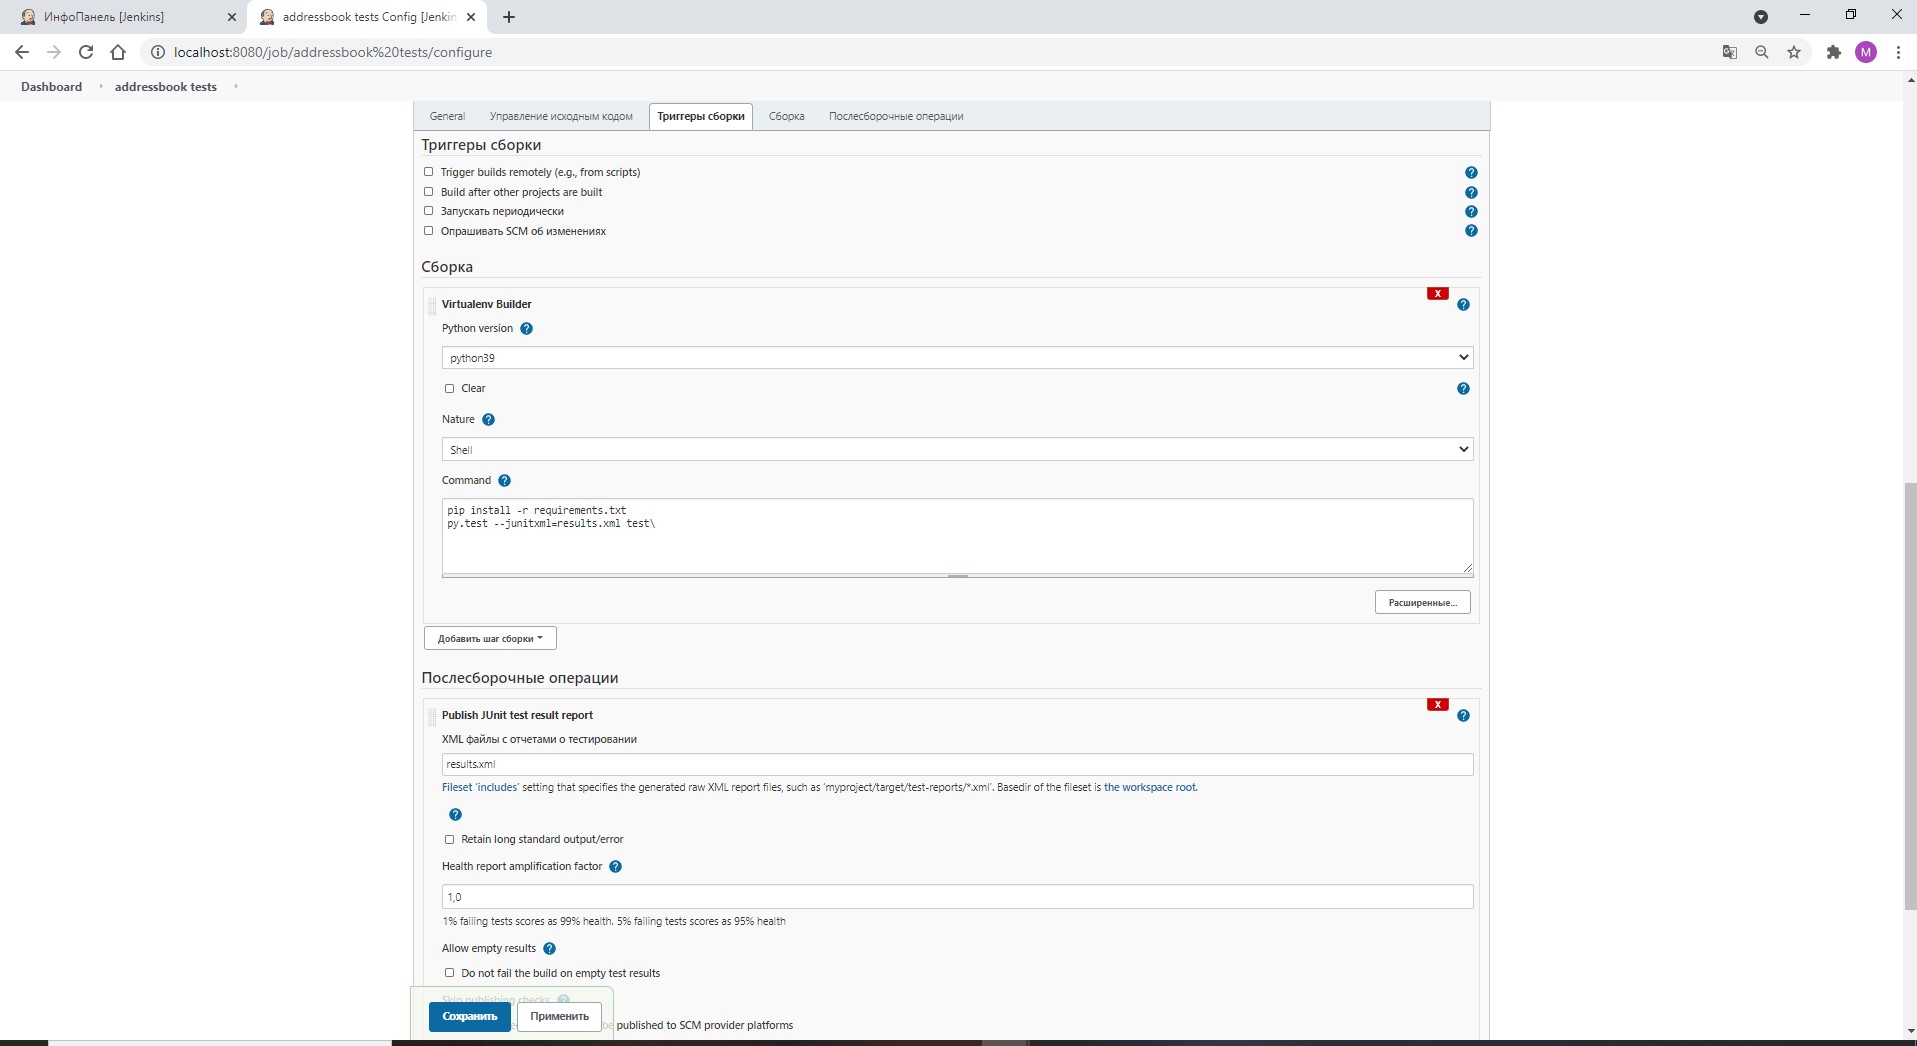 ИнфоПанель [Jenkins]
addressbook tests Config [Jenkin
localhost:8080/job/addressbook%20tests/configure
M
Dashboard
addressbook tests
General
Управление исходным кодом
Триггеры сборки
Сборка
Послесборочные операции
Триггеры сборки
Trigger builds remotely (e.g., from scripts)
Build after other projects are built
Запускать периодически
Опрашивать SCM об изменениях
Сборка
X
Virtualenv Builder
Python version
python39
Clear
Nature
Shell
Command
pip install -r requirements.txt
py.test --junitxml=results.xml test\
Расширенные...
Добавить шаг сборки
Послесборочные операции
X
Publish JUnit test result report
XML файлы с отчетами о тестировании
results.xml
Fileset 'includes' setting that specifies the generated raw XML report files, such as 'myproject/target/test-reports/*.xml'. Basedir of the fileset is the workspace root.
Retain long standard output/error
Health report amplification factor
1,0
1% failing tests scores as 99% health. 5% failing tests scores as 95% health
Allow empty results
Do not fail the build on empty test results
Skip publishing checks
Сохранить
Применить
be published to SCM provider platforms